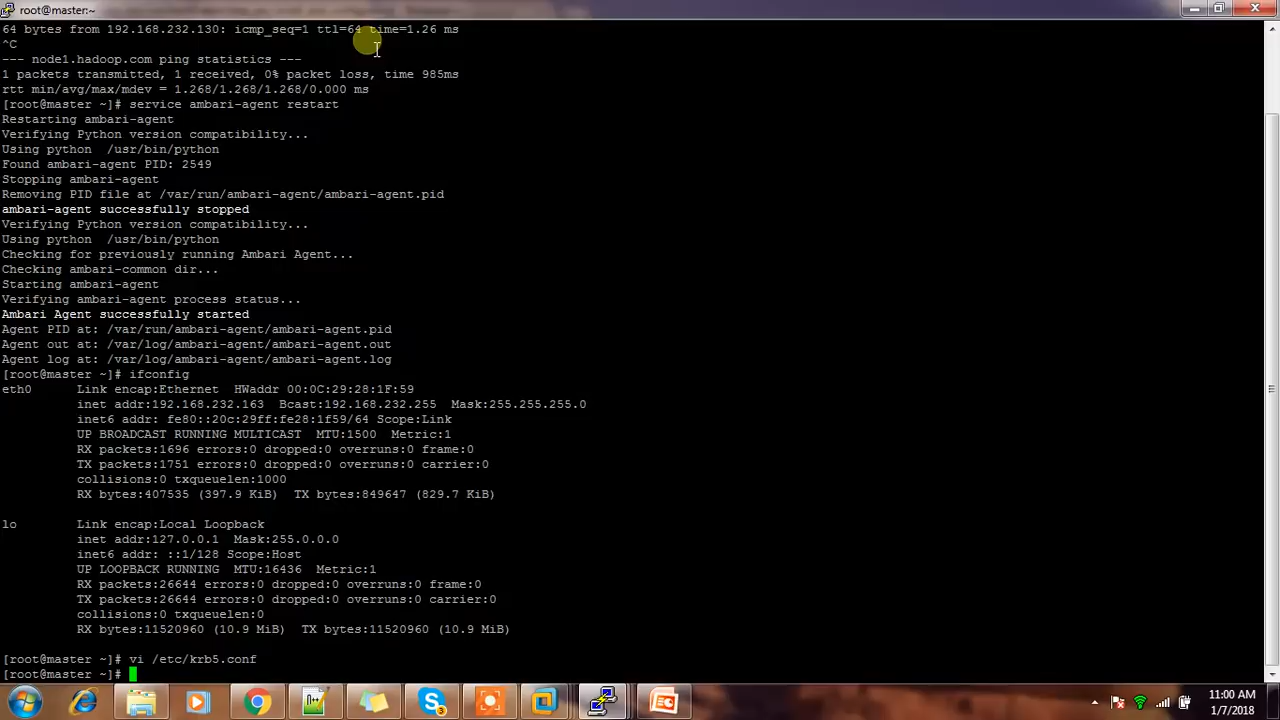 root@master:~
64 bytes from 192.168.232.130: icmp_seq=1 ttl=64 time=1.26 ms
^C
--- node1.hadoop.com ping statistics ---
1 packets transmitted, 1 received, 0% packet loss, time 985ms
rtt min/avg/max/mdev = 1.268/1.268/1.268/0.000 ms
[root@master ~]# service ambari-agent restart
Restarting ambari-agent
Verifying Python version compatibility...
Using python  /usr/bin/python
Found ambari-agent PID: 2549
Stopping ambari-agent
Removing PID file at /var/run/ambari-agent/ambari-agent.pid
ambari-agent successfully stopped
Verifying Python version compatibility...
Using python  /usr/bin/python
Checking for previously running Ambari Agent...
Checking ambari-common dir...
Starting ambari-agent
Verifying ambari-agent process status...
Ambari Agent successfully started
Agent PID at: /var/run/ambari-agent/ambari-agent.pid
Agent out at: /var/log/ambari-agent/ambari-agent.out
Agent log at: /var/log/ambari-agent/ambari-agent.log
[root@master ~]# ifconfig
eth0      Link encap:Ethernet  HWaddr 00:0C:29:28:1F:59
inet addr:192.168.232.163  Bcast:192.168.232.255  Mask:255.255.255.0
inet6 addr: fe80::20c:29ff:fe28:1f59/64 Scope:Link
UP BROADCAST RUNNING MULTICAST  MTU:1500  Metric:1
RX packets:1696 errors:0 dropped:0 overruns:0 frame:0
TX packets:1751 errors:0 dropped:0 overruns:0 carrier:0
collisions:0 txqueuelen:1000
RX bytes:407535 (397.9 KiB)  TX bytes:849647 (829.7 KiB)
lo        Link encap:Local Loopback
inet addr:127.0.0.1  Mask:255.0.0.0
inet6 addr: ::1/128 Scope:Host
UP LOOPBACK RUNNING  MTU:16436  Metric:1
RX packets:26644 errors:0 dropped:0 overruns:0 frame:0
TX packets:26644 errors:0 dropped:0 overruns:0 carrier:0
collisions:0 txqueuelen:0
RX bytes:11520960 (10.9 MiB)  TX bytes:11520960 (10.9 MiB)
[root@master ~]# vi /etc/krb5.conf
[root@master ~]#
11:00 AM
1/7/2018